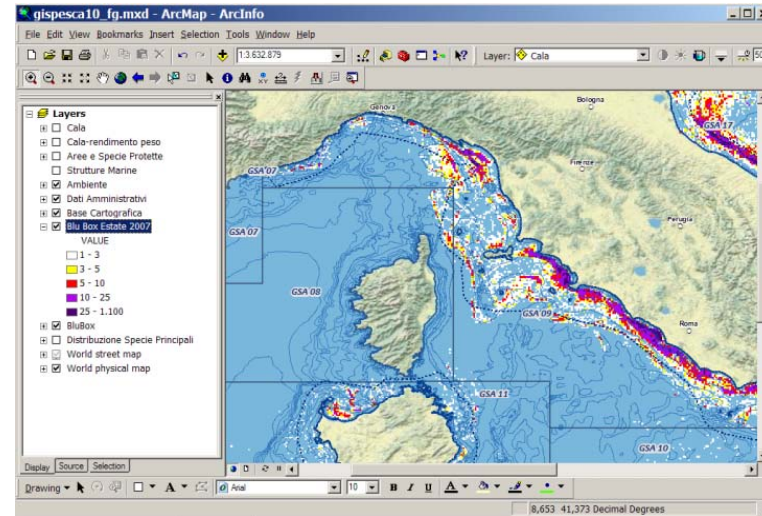 gispesca10_fg.mxd - ArcMap - ArcInfo
File Edit View Bookmarks Insert Selection Tools Window Help
1:3.632.879
Layer: Cala
Layers
Cala
Cala-rendimento peso
Aree e Specie Protette
Strutture Marine
Ambiente
Dati Amministrativi
Base Cartografica
Blu Box Estate 2007
VALUE
1 - 3
3 - 5
5 - 10
10 - 25
25 - 1.100
BluBox
Distribuzione Specie Principali
World street map
World physical map
Display Source Selection
Genova
Bologna
GSA 17
GSA 07
Firenze
Perugia
GSA 07
GSA 08
GSA 09
Roma
GSA 11
GSA 10
Drawing
A
Arial
10
B I U A
8,653 41,373 Decimal Degrees